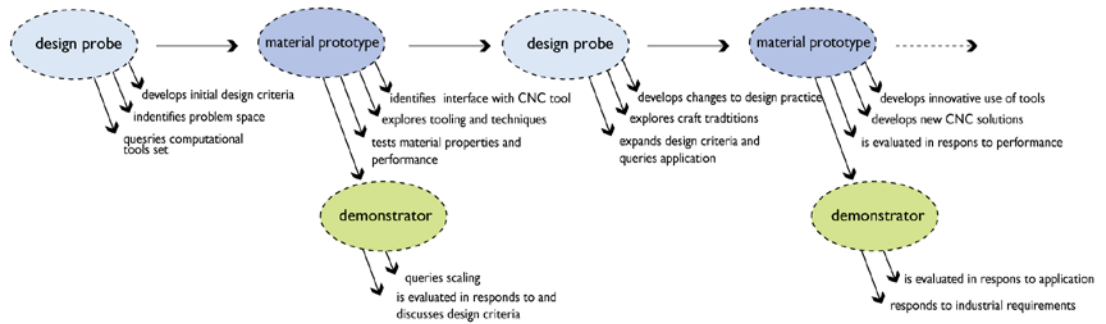 design probe
develops initial design criteria
indentifies problem space
quesries computational
tools set
material prototype
identifies interface with CNC tool
explores tooling and techniques
tests material properties and
performance
demonstrator
queries scaling
is evaluated in responds to and
discusses design criteria
design probe
develops changes to design practice
explores craft tradtitions
expands design criteria and
queries application
material prototype
develops innovative use of tools
develops new CNC solutions
is evaluated in respons to performance
demonstrator
is evaluated in respons to application
responds to industrial requirements